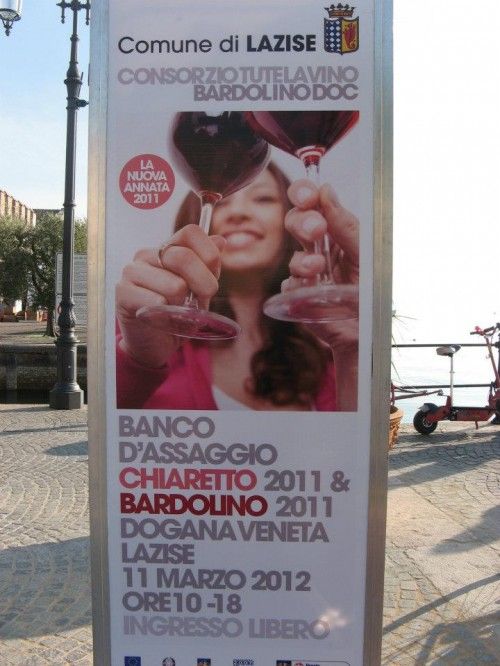 Comune di LAZISE
CONSORZIO TUTELA VINO
BARDOLINO DOC
LA
NUOVA
ANNATA
2011
BANCO
D'ASSAGGIO
CHIARETTO 2011 &
BARDOLINO 2011
DOGANA VENETA
LAZISE
11 MARZO 2012
ORE 10 -18
INGRESSO LIBERO